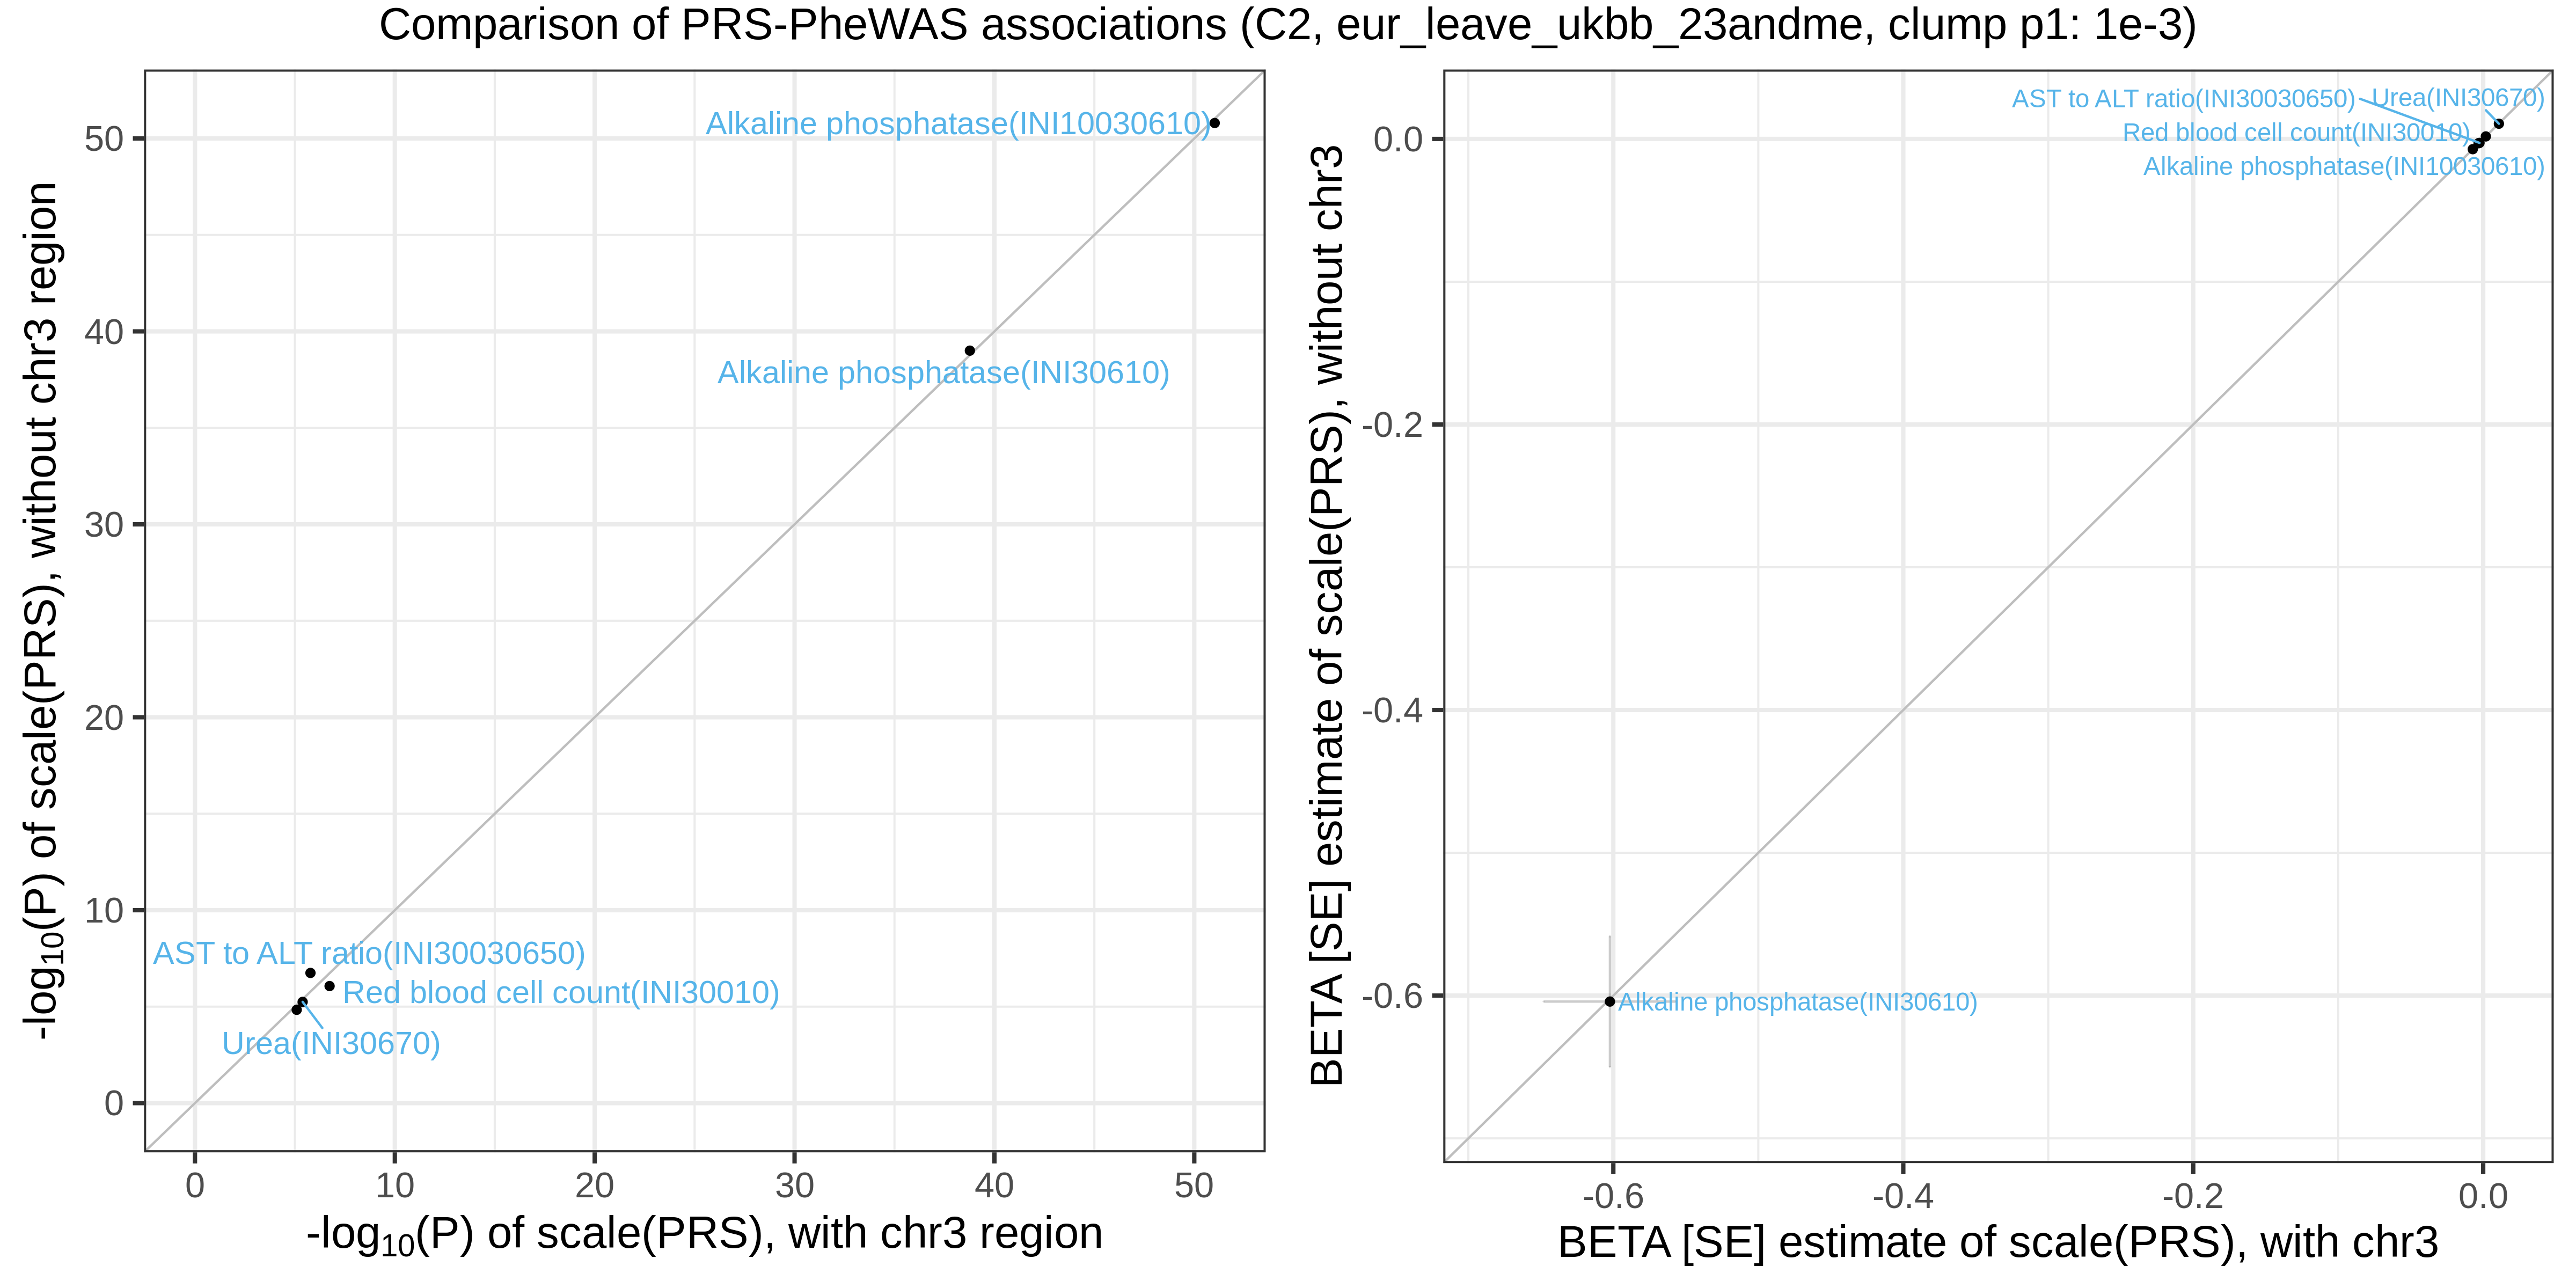 Comparison of PRS-PheWAS associations (C2, eur_leave_ukbb_23andme, clump p1: 1e-3)
-log10(P) of scale(PRS), without chr3 region
50
40
30
20
10
0
Alkaline phosphatase(INI10030610)
Alkaline phosphatase(INI30610)
AST to ALT ratio(INI30030650)
Red blood cell count(INI30010)
Urea(INI30670)
0 10 20 30 40 50
-log10(P) of scale(PRS), with chr3 region
BETA [SE] estimate of scale(PRS), without chr3
0.0
-0.2
-0.4
-0.6
AST to ALT ratio(INI30030650)
Urea(INI30670)
Red blood cell count(INI30010)
Alkaline phosphatase(INI10030610)
Alkaline phosphatase(INI30610)
-0.6 -0.4 -0.2 0.0
BETA [SE] estimate of scale(PRS), with chr3